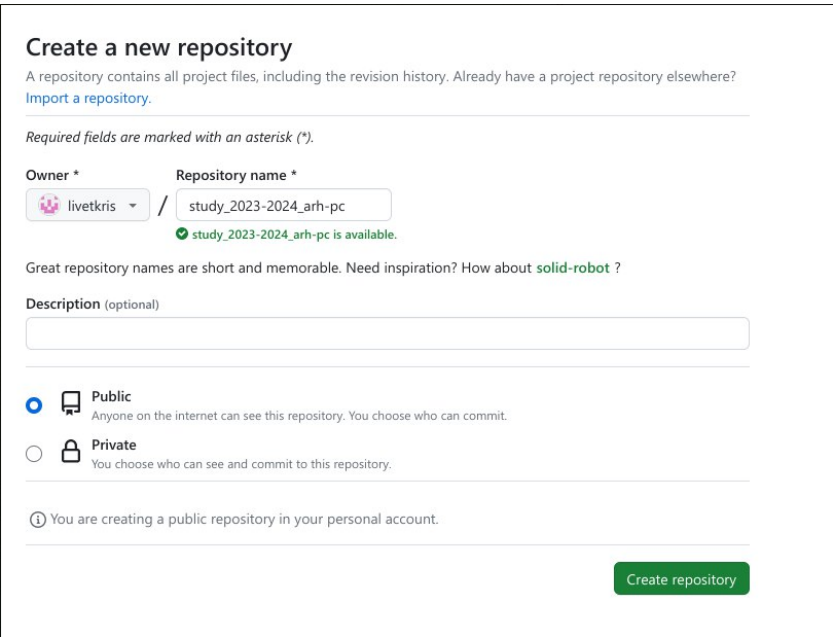 Create a new repository
A repository contains all project files, including the revision history. Already have a project repository elsewhere?
Import a repository.
Required fields are marked with an asterisk (*).
Owner * Repository name *
livetkris / study_2023-2024_arh-pc
study_2023-2024_arh-pc is available.
Great repository names are short and memorable. Need inspiration? How about solid-robot ?
Description (optional)
Public
Anyone on the internet can see this repository. You choose who can commit.
Private
You choose who can see and commit to this repository.
You are creating a public repository in your personal account.
Create repository